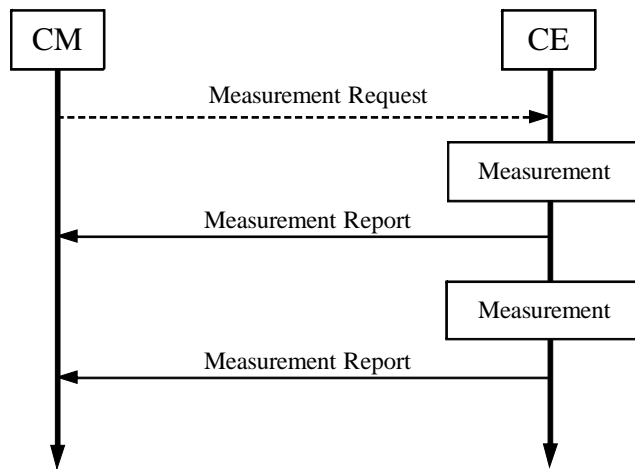 CM
CE
Measurement Request
Measurement
Measurement Report
Measurement
Measurement Report